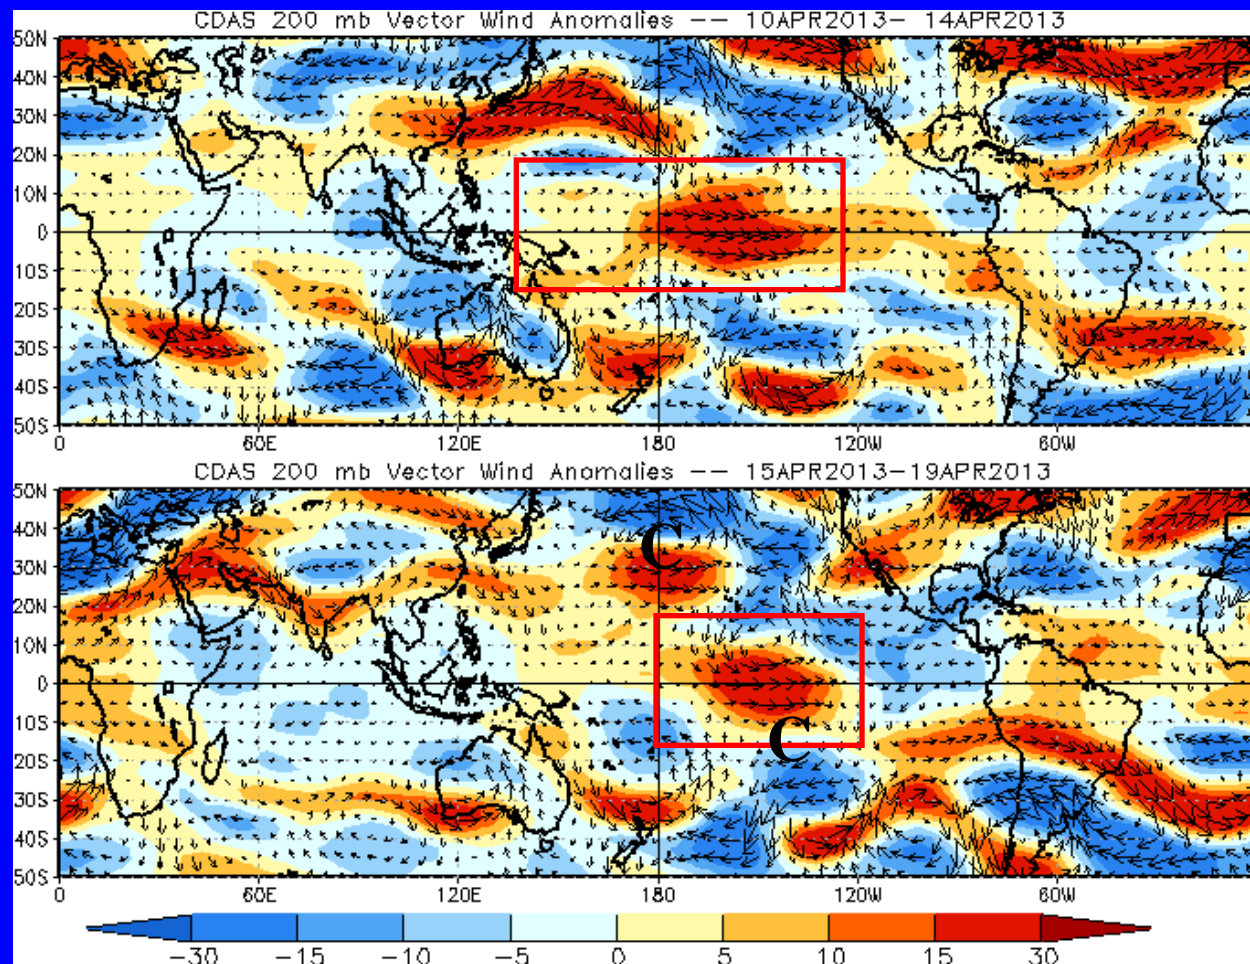 CDAS 200 mb Vector Wind Anomalies -- 10APR2013- 14APR2013
50N
40N
30N
20N
10N
0
10S
20S
30S
40S
50S
0 60E 120E 180 120W 60W
CDAS 200 mb Vector Wind Anomalies -- 15APR2013-19APR2013
50N
40N
C
30N
20N
10N
0
10S
C
20S
30S
40S
50S
0 60E 120E 180 120W 60W
-30 -15 -10 -5 0 5 10 15 30